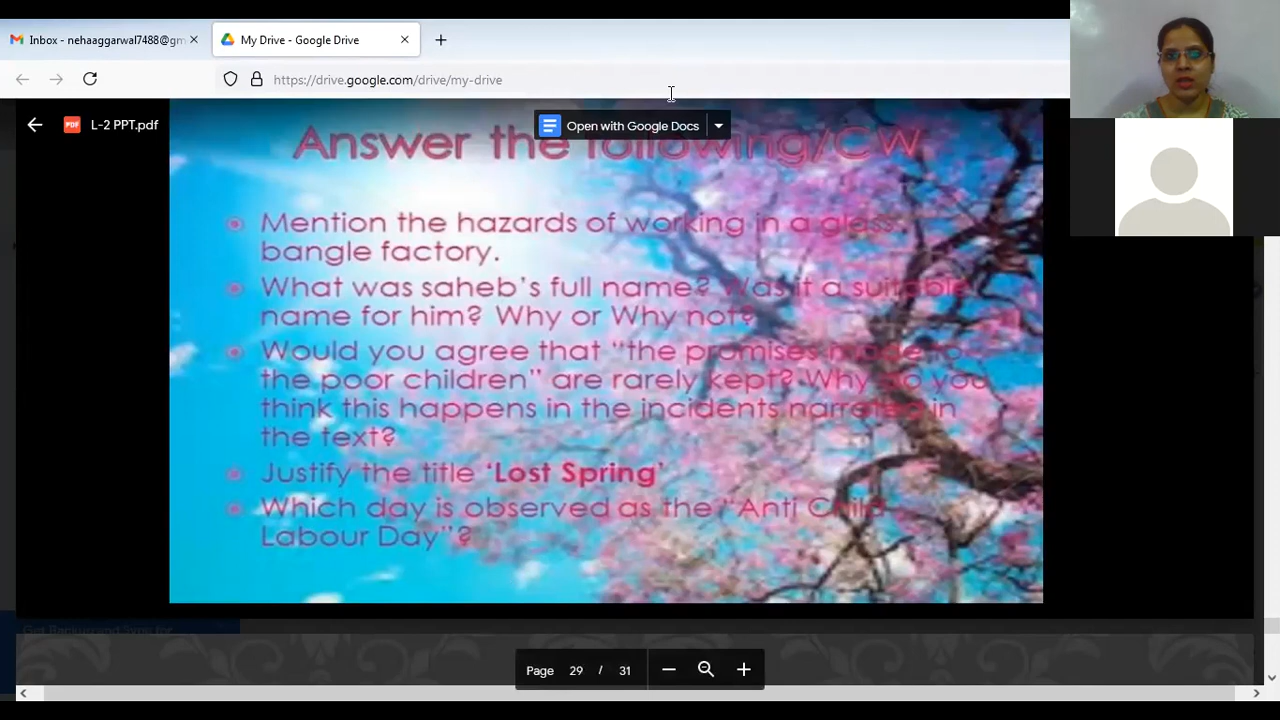 Inbox - nehaaggarwal7488@gm
My Drive - Google Drive
https://drive.google.com/drive/my-drive
PDF
L-2 PPT.pdf
Open with Google Docs
Answer the following/CW
Mention the hazards of working in a glass
bangle factory.
What was saheb's full name? Was it a suitable
name for him? Why or Why not?
Would you agree that “the promises made to
the poor children” are rarely kept? Why do you
think this happens in the incidents narrated in
the text?
Justify the title ‘Lost Spring’
Which day is observed as the “Anti Child
Labour Day”?
Page 29 / 31